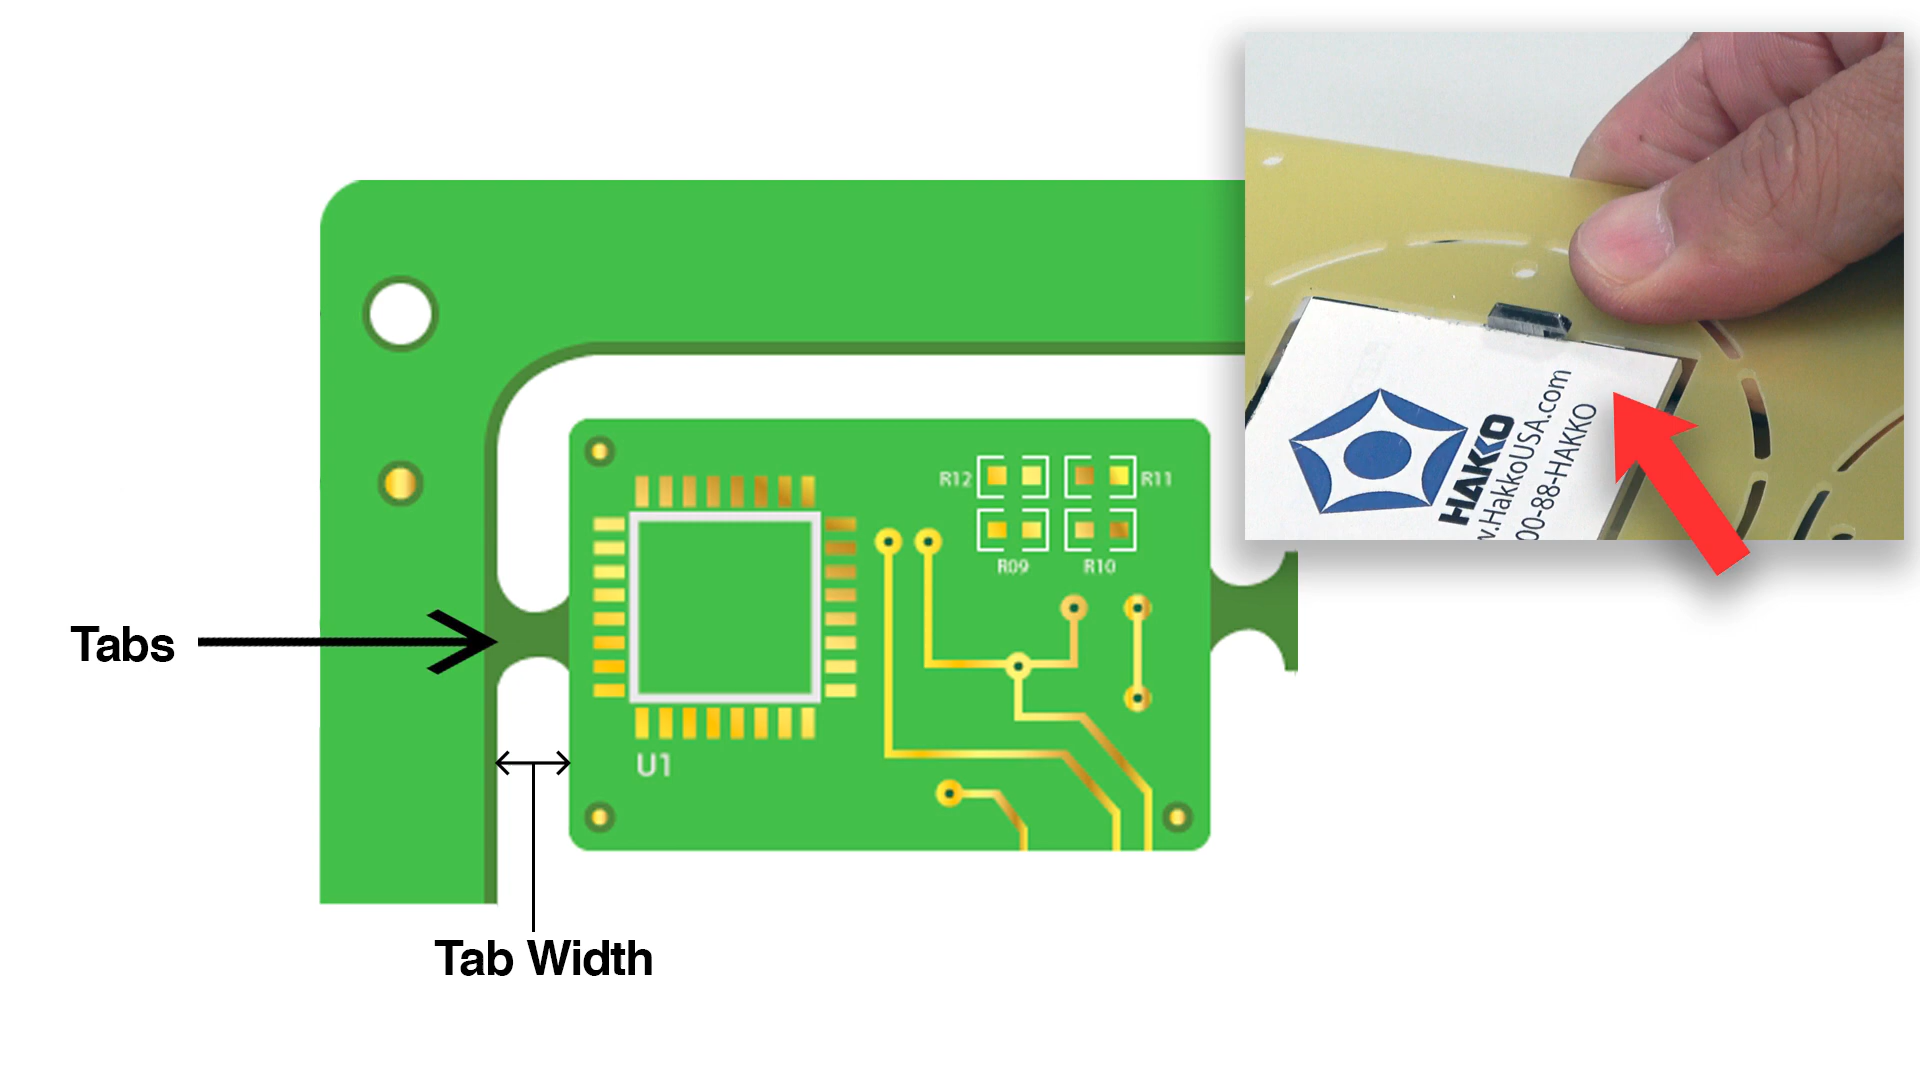 HAKKO
w.HakkoUSA.com
00-88-HAKKO
R12
R11
R09
R10
Tabs
U1
Tab Width